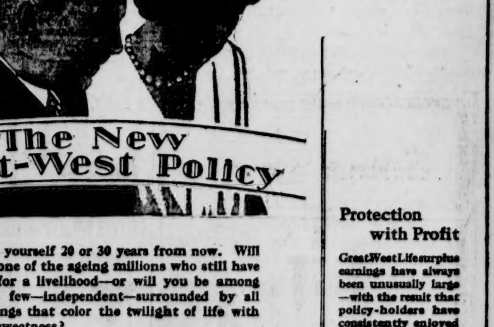 The New
t-West Policy
yourself 20 or 30 years from now. Will
one of the ageing millions who still have
for a livelihood—or will you be among
few—independent—surrounded by all
ngs that color the twilight of life with
sweetness?
Protection
with Profit
Great-West Life surplus
earnings have always
been unusually large
—with the result that
policy-holders have
consistently enjoyed